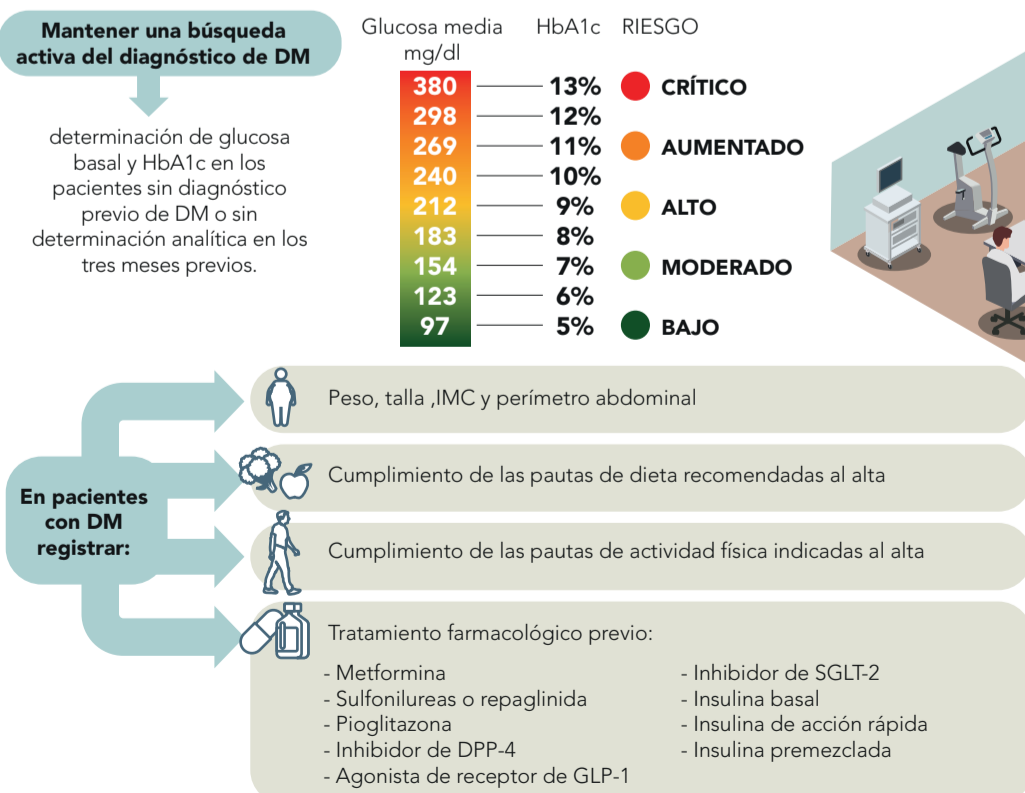 Mantener una búsqueda
activa del diagnóstico de DM
determinación de glucosa
basal y HbA1c en los
pacientes sin diagnóstico
previo de DM o sin
determinación analítica en los
tres meses previos.
Glucosa media
mg/dl
HbA1c
RIESGO
380 13% CRÍTICO
298 12%
269 11% AUMENTADO
240 10%
212 9% ALTO
183 8%
154 7% MODERADO
123 6%
97 5% BAJO
En pacientes
con DM
registrar:
Peso, talla ,IMC y perímetro abdominal
Cumplimiento de las pautas de dieta recomendadas al alta
Cumplimiento de las pautas de actividad física indicadas al alta
Tratamiento farmacológico previo:
- Metformina
- Sulfonilureas o repaglinida
- Pioglitazona
- Inhibidor de DPP-4
- Agonista de receptor de GLP-1
- Inhibidor de SGLT-2
- Insulina basal
- Insulina de acción rápida
- Insulina premezclada